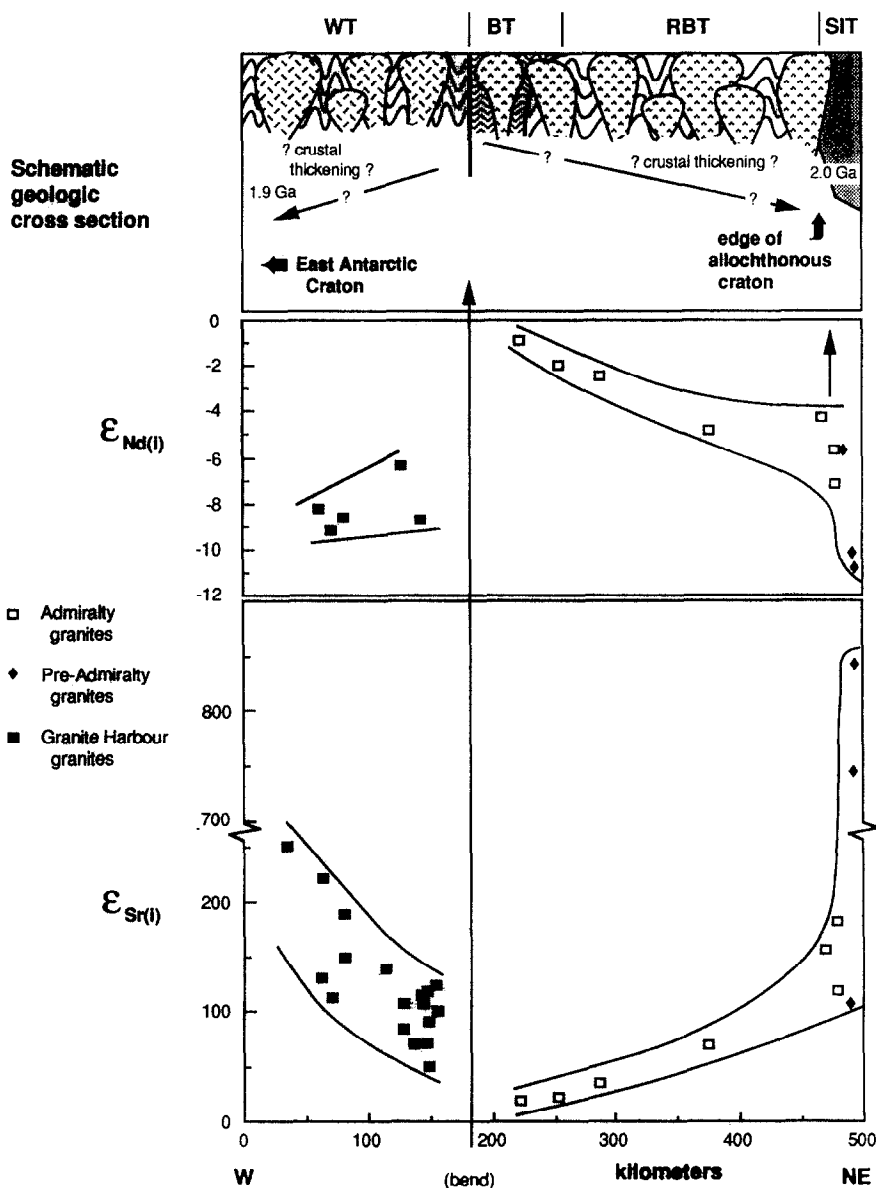 WT BT RBT SIT
Schematic
geologic
cross section
? crustal
thickening ?
?
?
? crustal thickening ?
?
1.9 Ga
2.0 Ga
East Antarctic
Craton
edge of
allochthonous
craton
0
-2
-4
-6
-8
-10
-12
εNd(i)
Admiralty
granites
Pre-Admiralty
granites
Granite Harbour
granites
800
700
200
100
0
εSr(i)
0 100 200 300 400 500
W (bend) kilometers NE